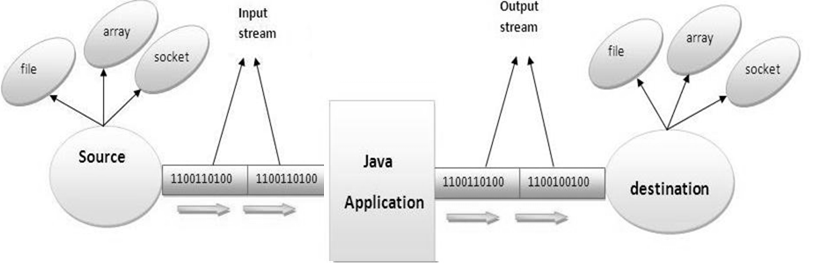 file
array
socket
Source
Input
stream
1100110100
1100110100
Java
Application
Output
stream
1100110100
1100100100
file
array
socket
destination